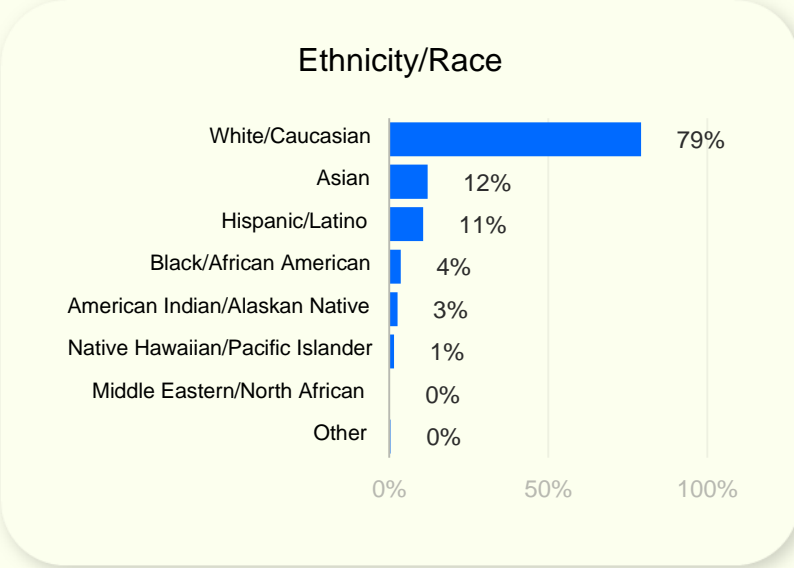 Ethnicity/Race
White/Caucasian 79%
Asian 12%
Hispanic/Latino 11%
Black/African American 4%
American Indian/Alaskan Native 3%
Native Hawaiian/Pacific Islander 1%
Middle Eastern/North African 0%
Other 0%
0% 50% 100%